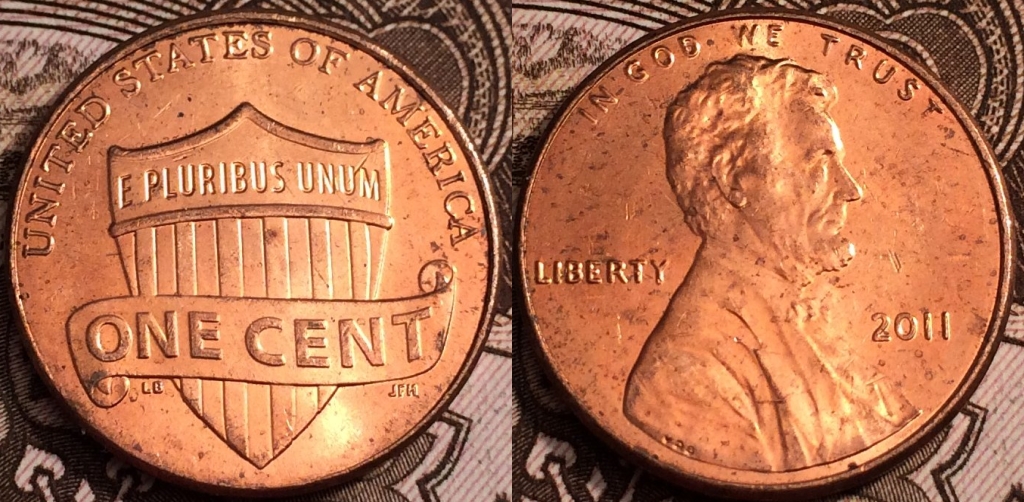 UNITED STATES OF AMERICA
E PLURIBUS UNUM
ONE CENT
LB
JFM
IN GOD WE TRUST
LIBERTY
2011